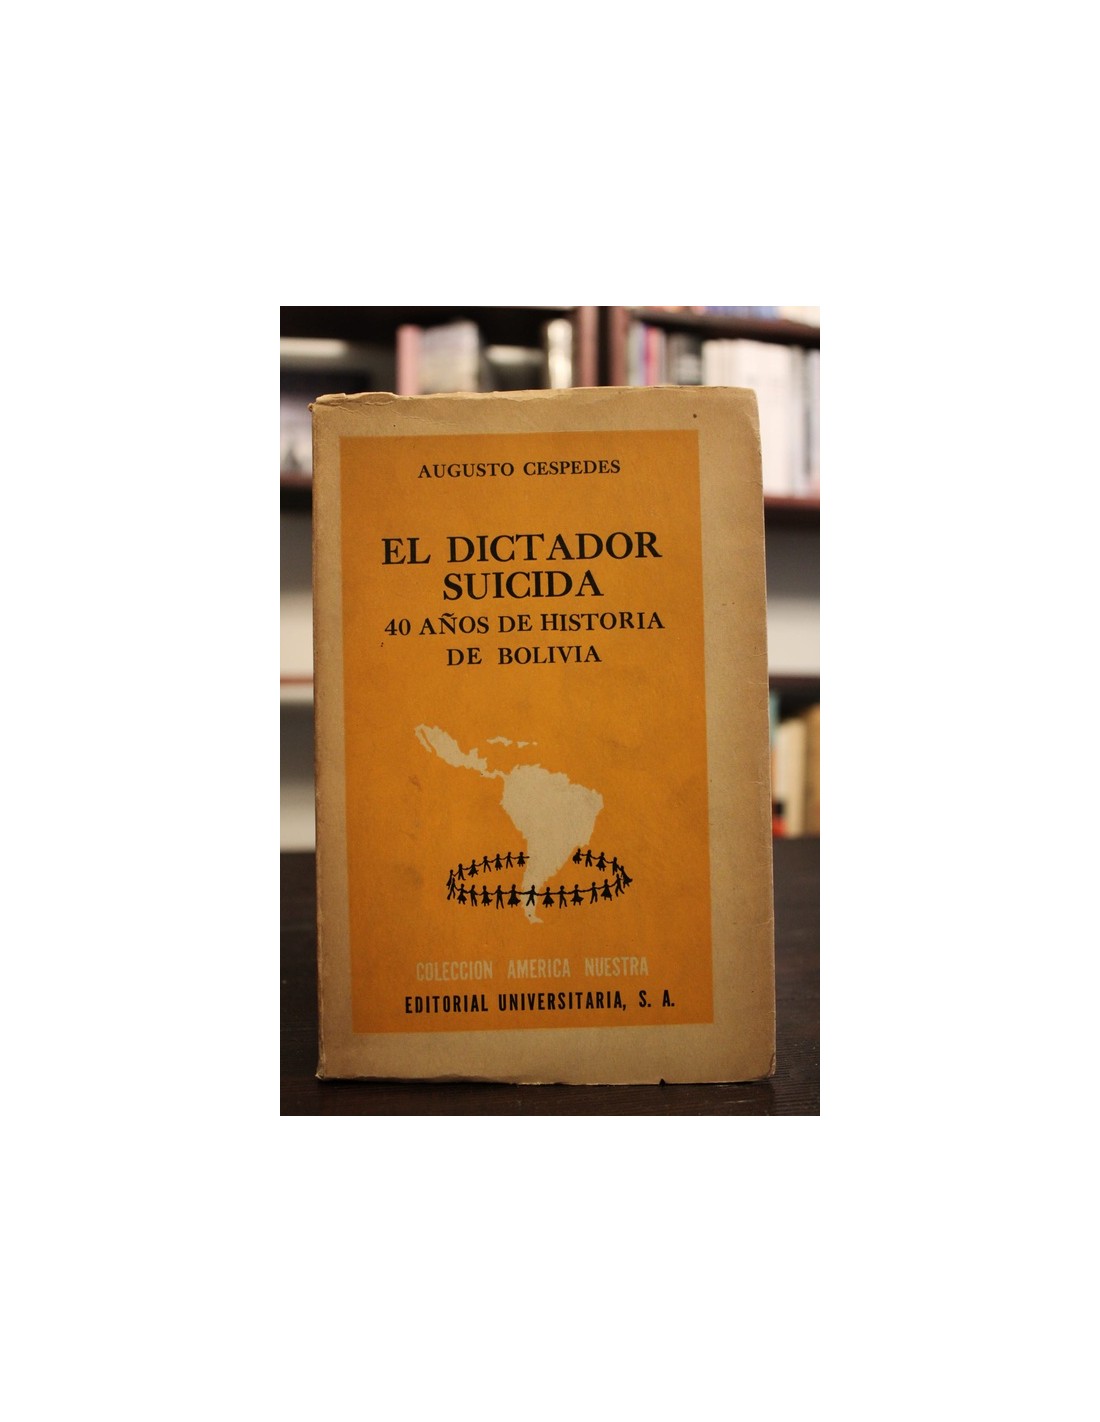 AUGUSTO CESPEDES
EL DICTADOR
SUICIDA
40 AÑOS DE HISTORIA
DE BOLIVIA
COLECCION AMERICA NUESTRA
EDITORIAL UNIVERSITARIA, S. A.